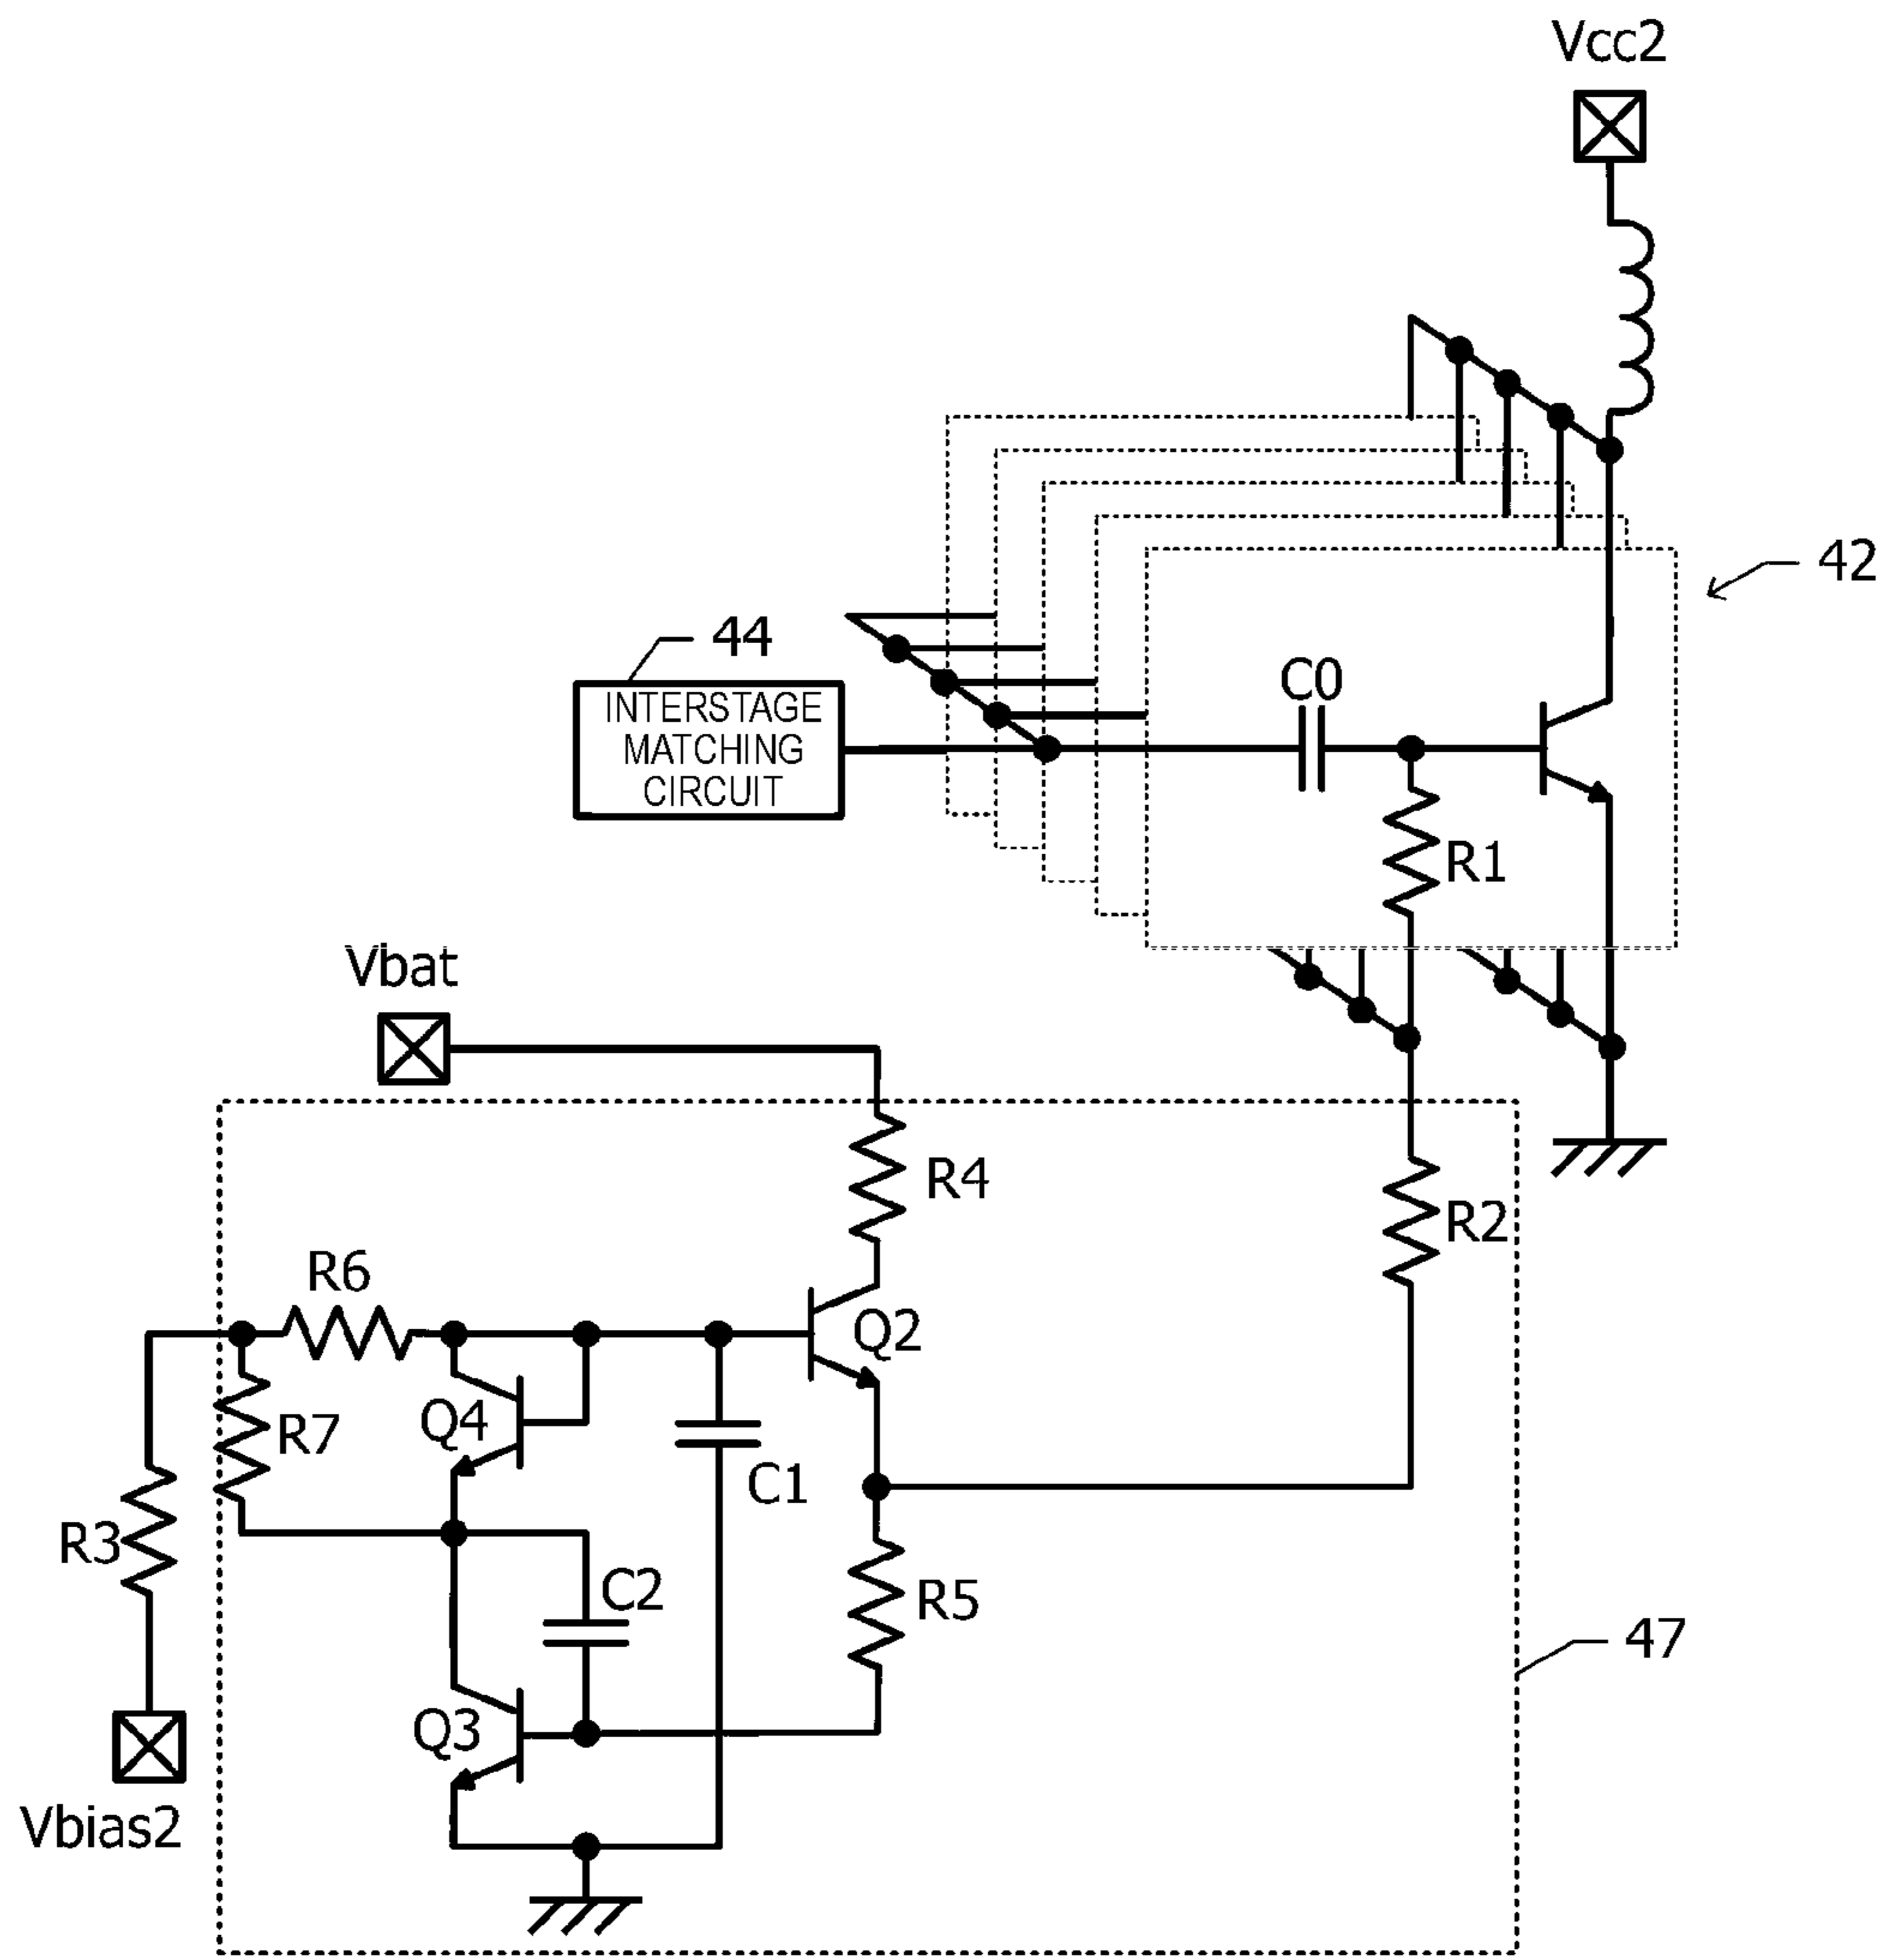 Vcc2
42
44
INTERSTAGE
MATCHING
CIRCUIT
C0
R1
Vbat
R4
R2
R6
Q2
Q4
R7
C1
R3
C2
R5
47
Q3
Vbias2